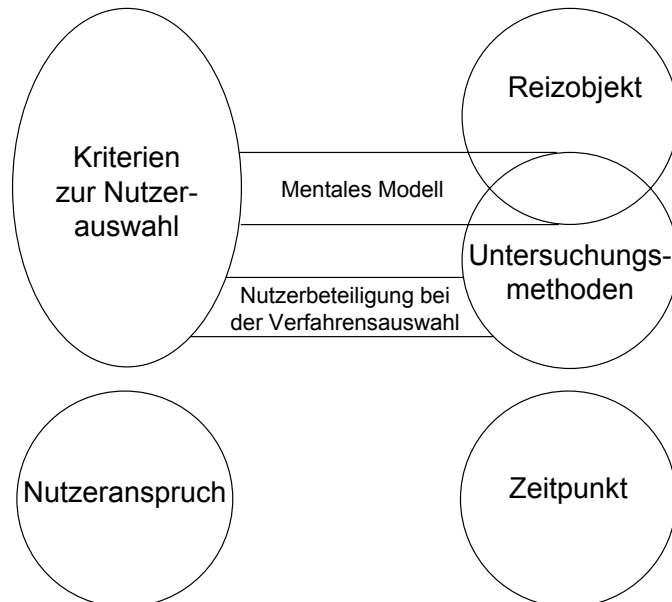 Reizobjekt
Kriterien
zur Nutzer-
auswahl
Mentales Modell
Untersuchungs-
methoden
Nutzerbeteiligung bei
der Verfahrensauswahl
Nutzeranspruch
Zeitpunkt